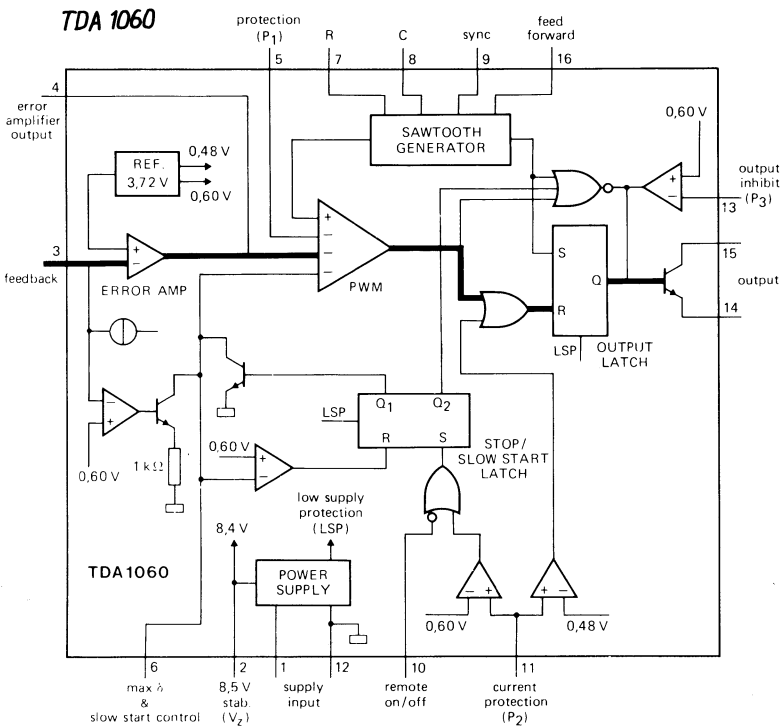 TDA 1060
protection
(P1)
R
C
sync
feed
forward
5
7
8
9
16
4
error
amplifier
output
SAWTOOTH
GENERATOR
0,60 V
REF.
3,72 V
0,48 V
0,60 V
+
−
output
inhibit
(P3)
13
3
feedback
+
−
ERROR AMP
+
−
−
−
PWM
S
Q
R
15
output
14
LSP
OUTPUT
LATCH
−
+
0,60 V
1 kΩ
LSP
Q1
Q2
R
S
STOP/
SLOW START
LATCH
0,60 V
+
−
low supply
protection
(LSP)
8,4 V
TDA1060
POWER
SUPPLY
−
+
+
−
0,60 V
0,48 V
6
2
1
12
10
11
max δ
&
slow start control
8,5 V
stab.
(Vz)
supply
input
remote
on/off
current
protection
(P2)